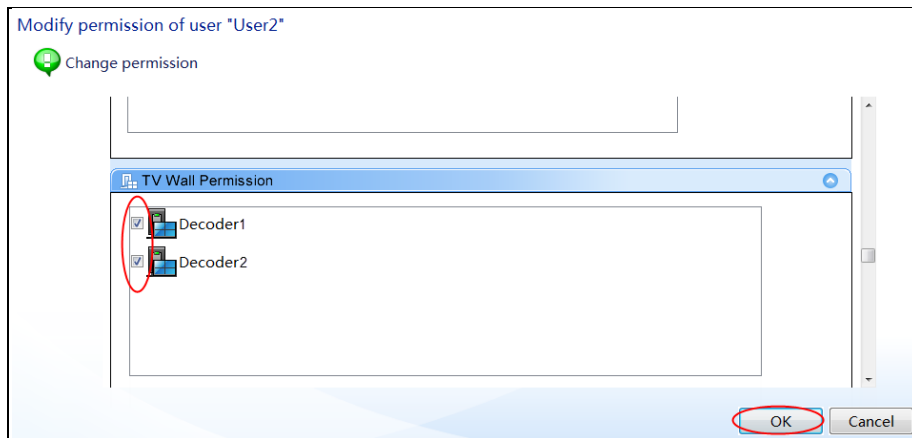 Modify permission of user "User2"
Change permission
TV Wall Permission
Decoder1
Decoder2
OK Cancel